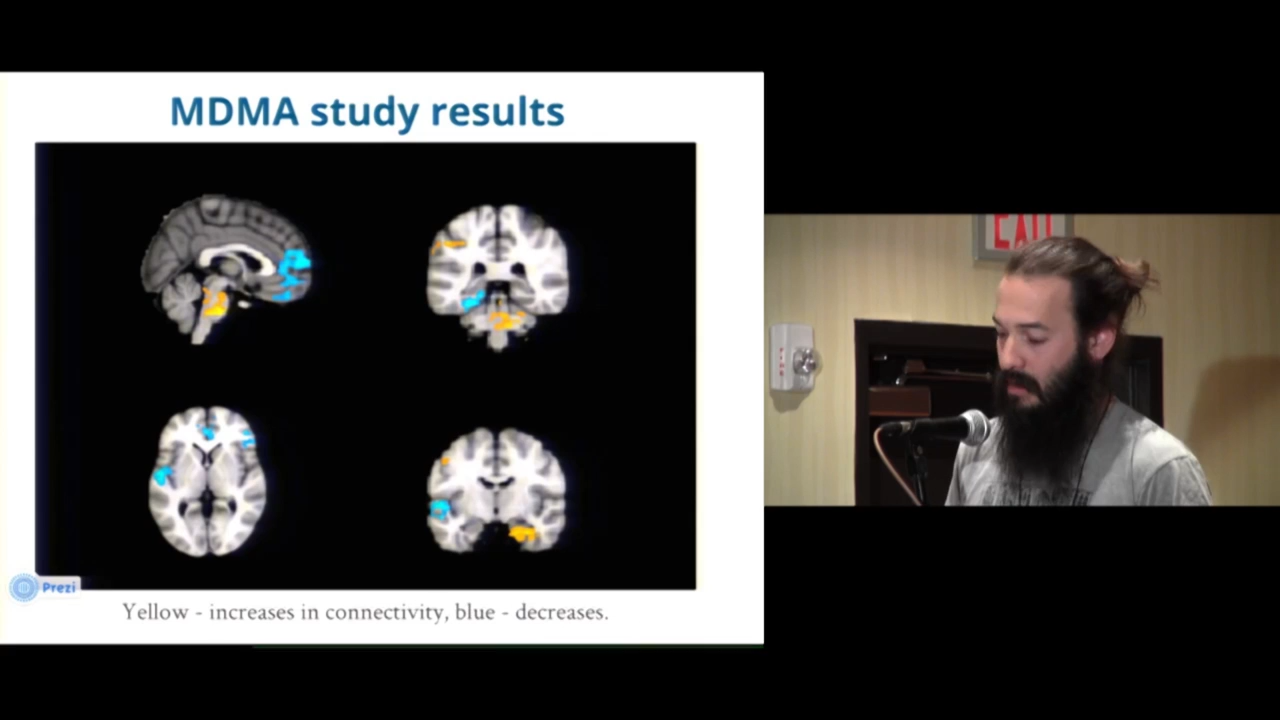 MDMA study results
Prezi
Yellow - increases in connectivity, blue - decreases.
EXIT